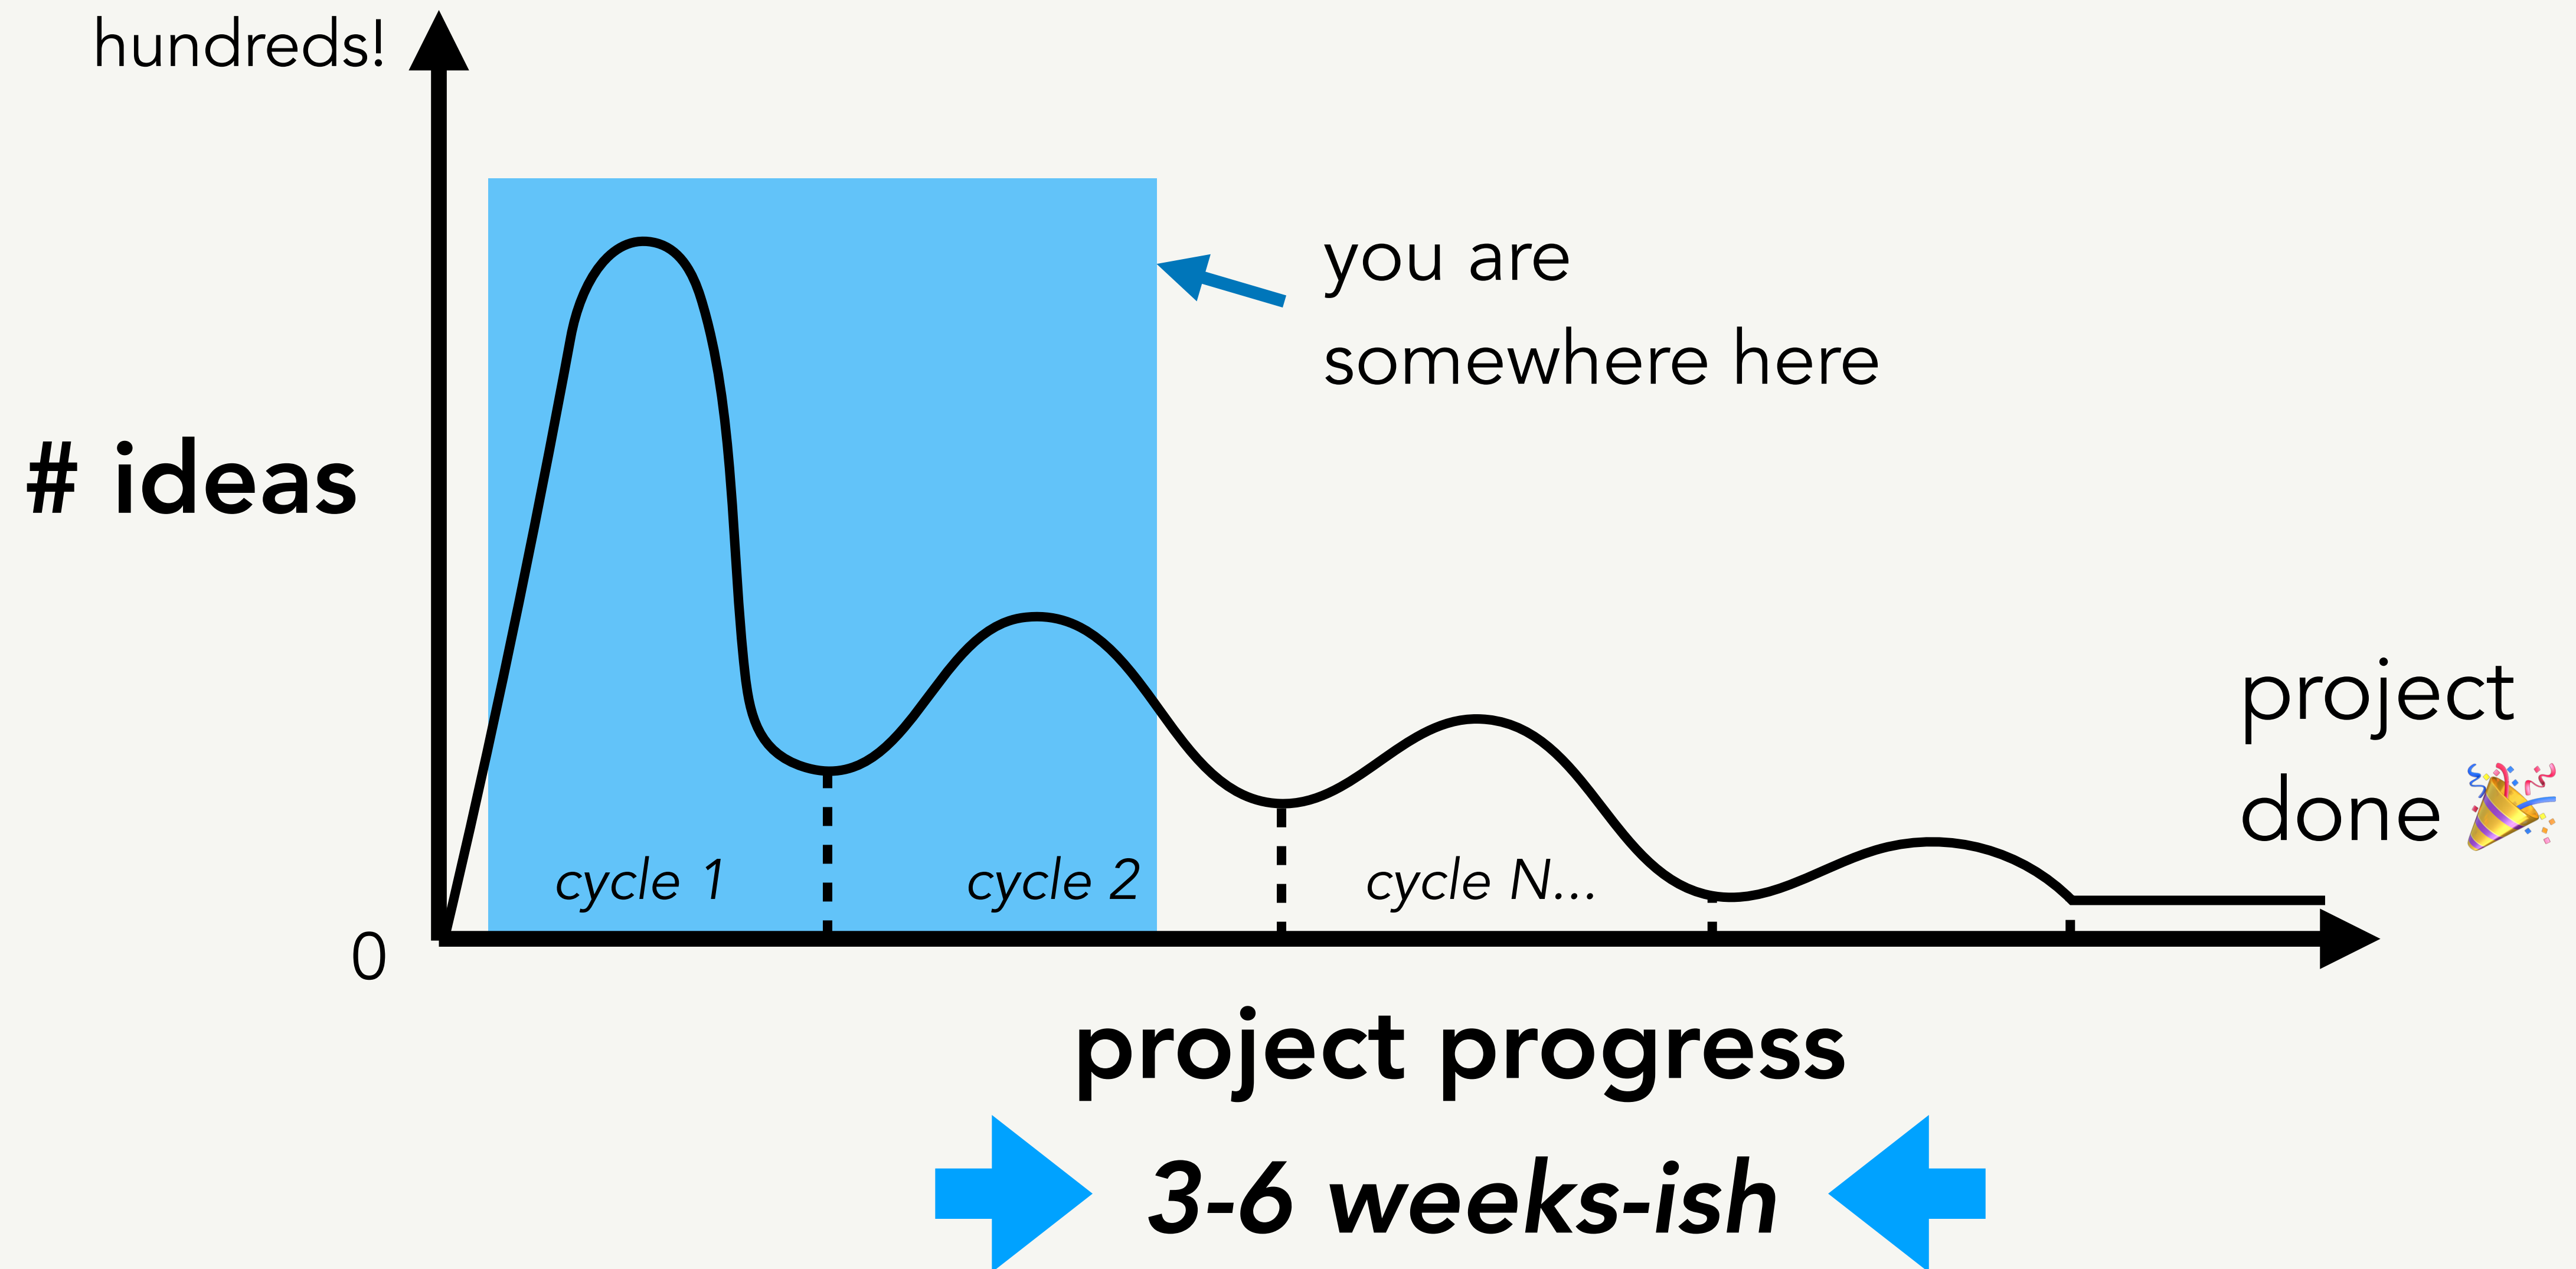 hundreds!
you are
somewhere here
# ideas
project
done 🎉
cycle 1
cycle 2
cycle N...
0
project progress
3-6 weeks-ish